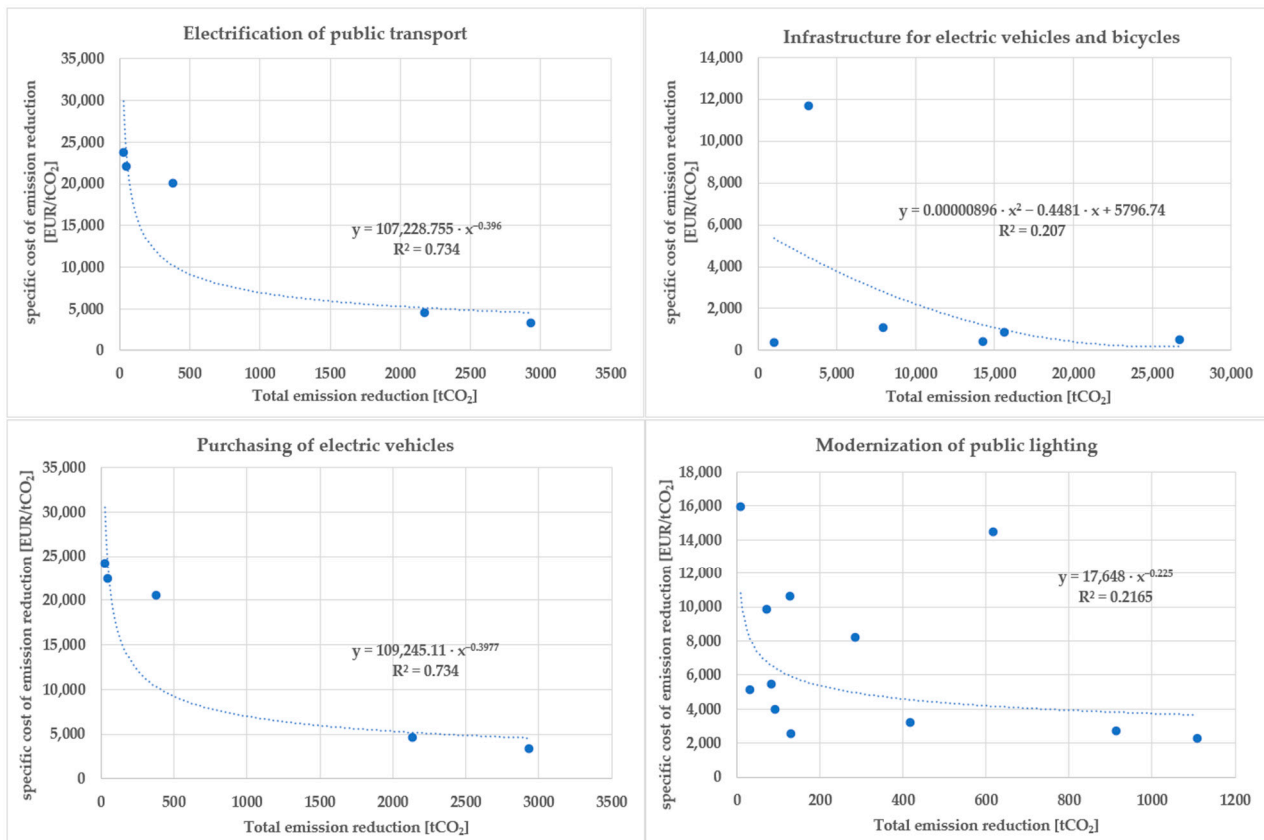 Electrification of public transport
35,000
30,000
25,000
20,000
15,000
10,000
5,000
0
specific cost of emission reduction
[EUR/tCO₂]
y = 107,228.755 · x⁻⁰·³⁹⁶
R² = 0.734
0 500 1000 1500 2000 2500 3000 3500
Total emission reduction [tCO₂]
Infrastructure for electric vehicles and bicycles
14,000
12,000
10,000
8,000
6,000
4,000
2,000
0
specific cost of emission reduction
[EUR/tCO₂]
y = 0.00000896 · x² − 0.4481 · x + 5796.74
R² = 0.207
0 5,000 10,000 15,000 20,000 25,000 30,000
Total emission reduction [tCO₂]
Purchasing of electric vehicles
35,000
30,000
25,000
20,000
15,000
10,000
5,000
0
specific cost of emission reduction [EUR/tCO₂]
y = 109,245.11 · x⁻⁰·³⁹⁷⁷
R² = 0.734
0 500 1000 1500 2000 2500 3000 3500
Total emission reduction [tCO₂]
Modernization of public lighting
18,000
16,000
14,000
12,000
10,000
8,000
6,000
4,000
2,000
0
specific cost of emission reduction [EUR/tCO₂]
y = 17,648 · x⁻⁰·²²⁵
R² = 0.2165
0 200 400 600 800 1000 1200
Total emission reduction [tCO₂]